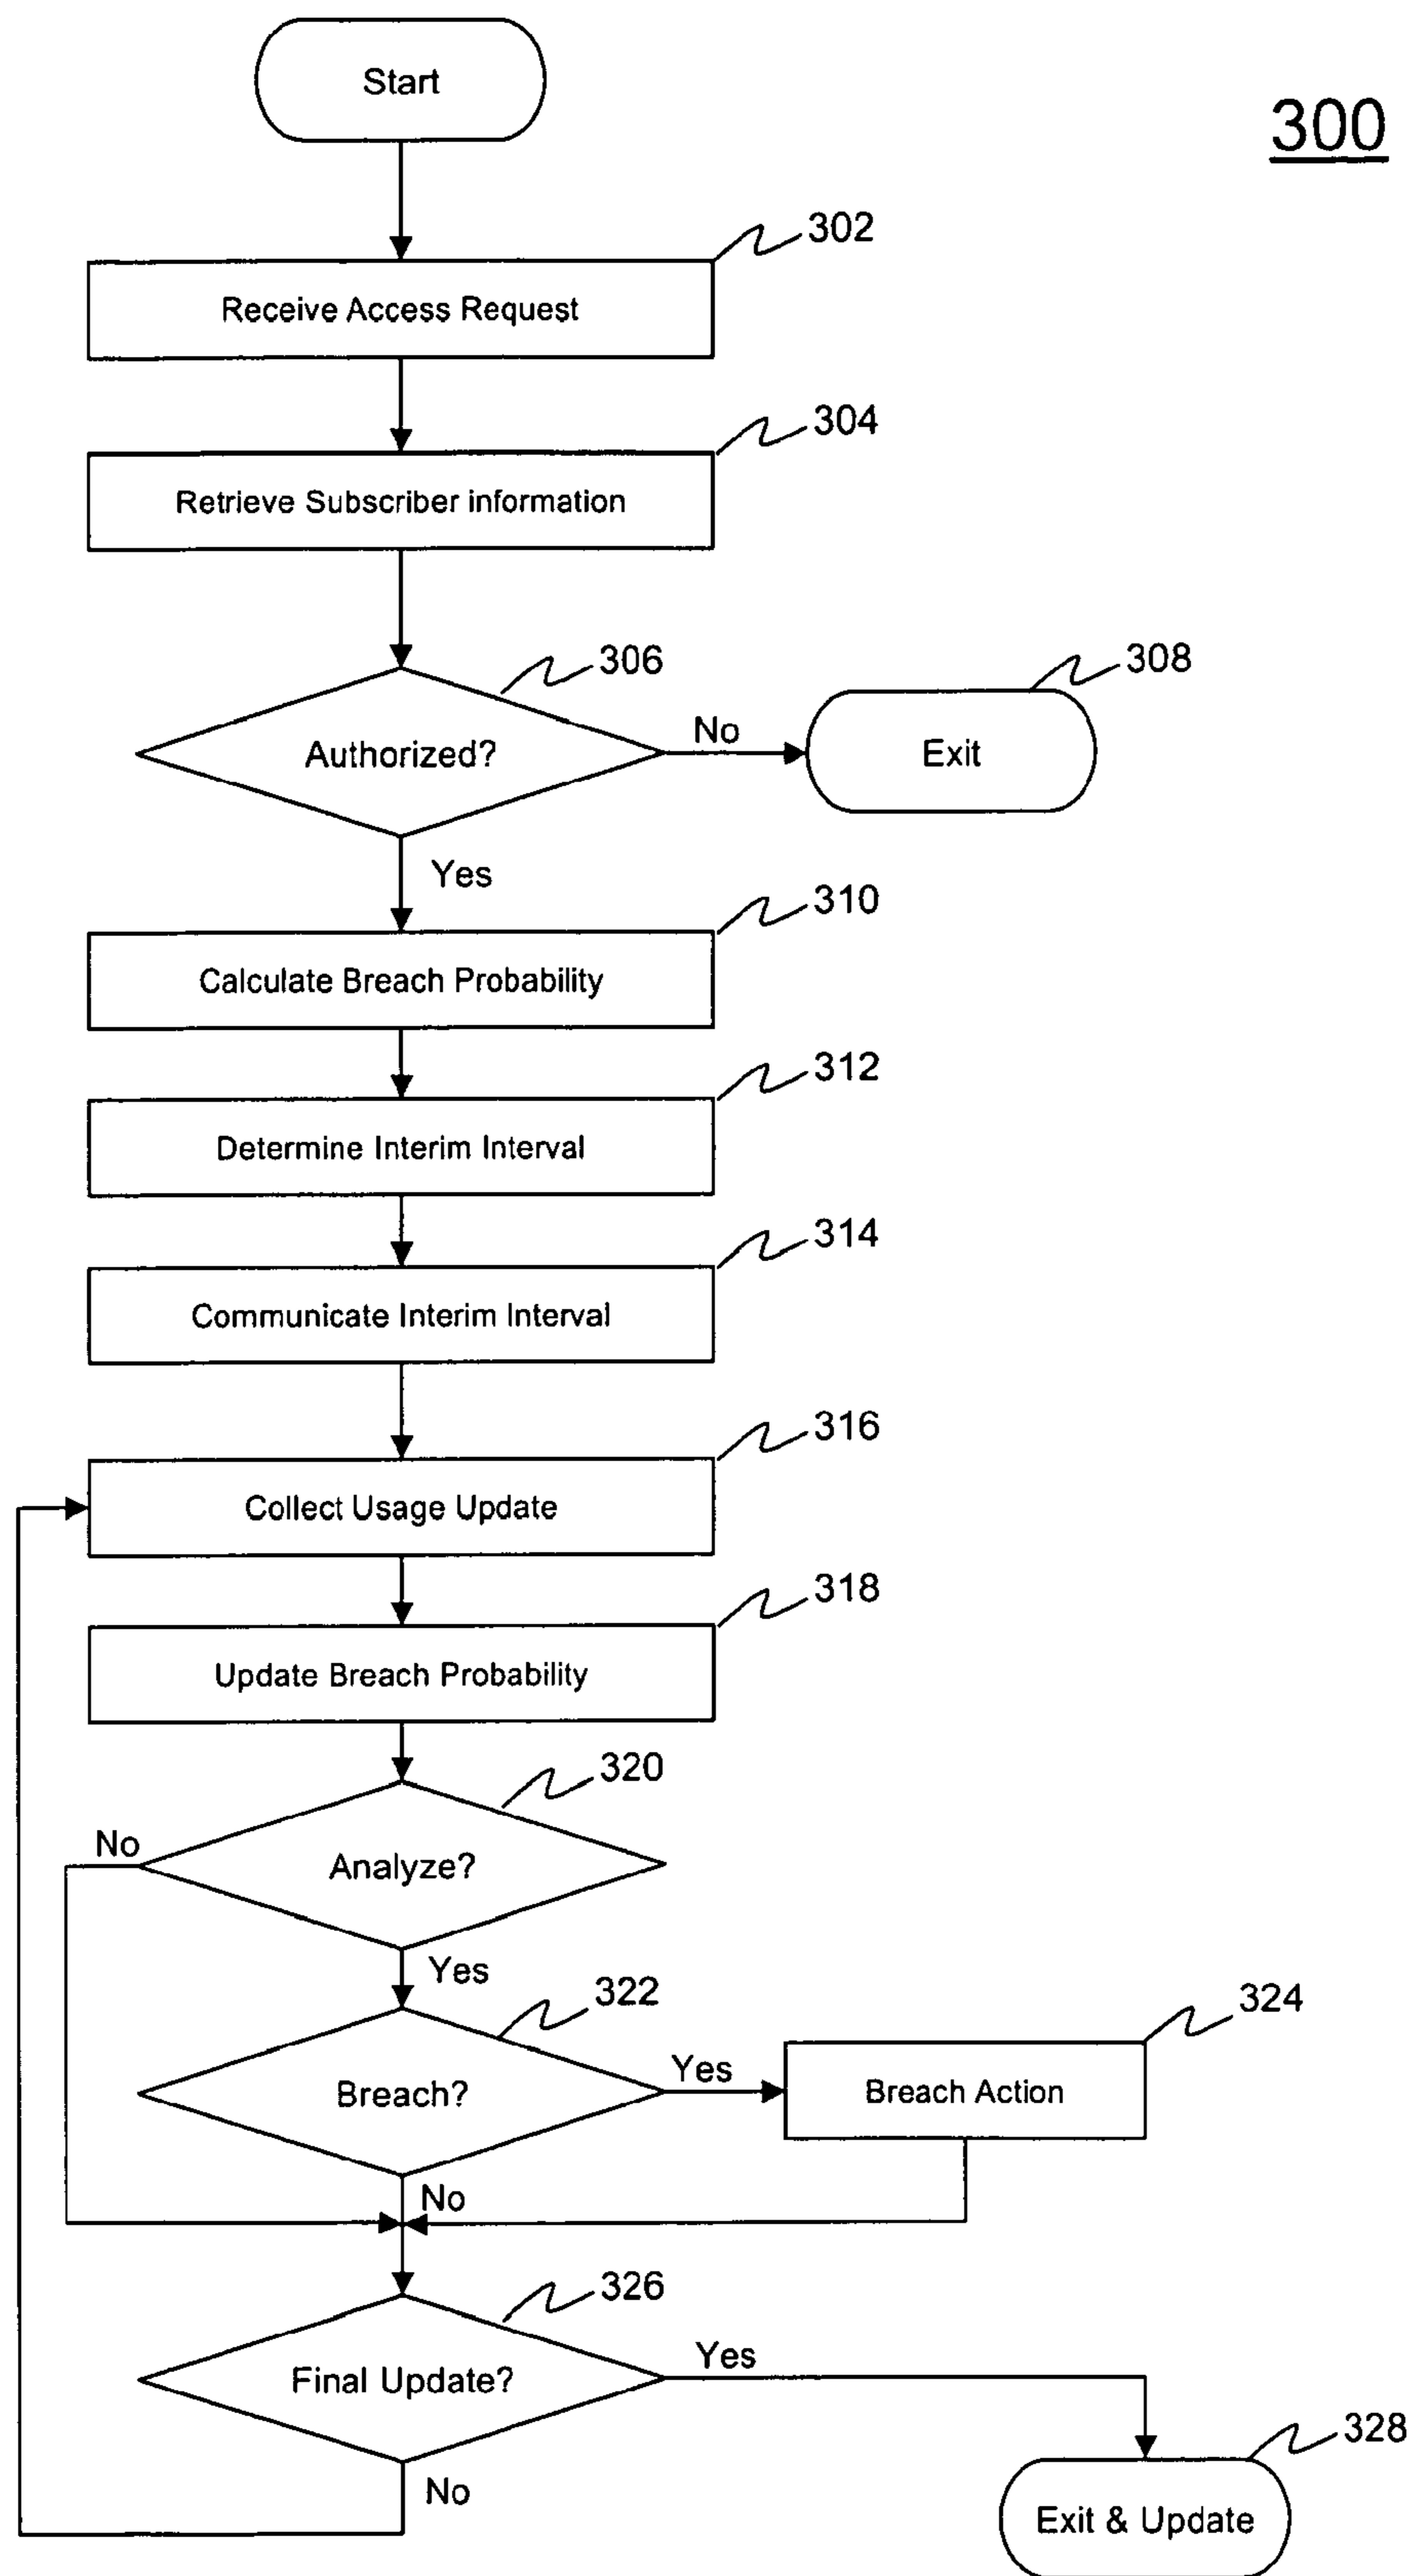 Start
300
302
Receive Access Request
304
Retrieve Subscriber information
306
308
Authorized?
No
Exit
Yes
310
Calculate Breach Probability
312
Determine Interim Interval
314
Communicate Interim Interval
316
Collect Usage Update
318
Update Breach Probability
320
No
Analyze?
Yes
322
324
Breach?
Yes
Breach Action
No
326
Final Update?
Yes
328
No
Exit & Update